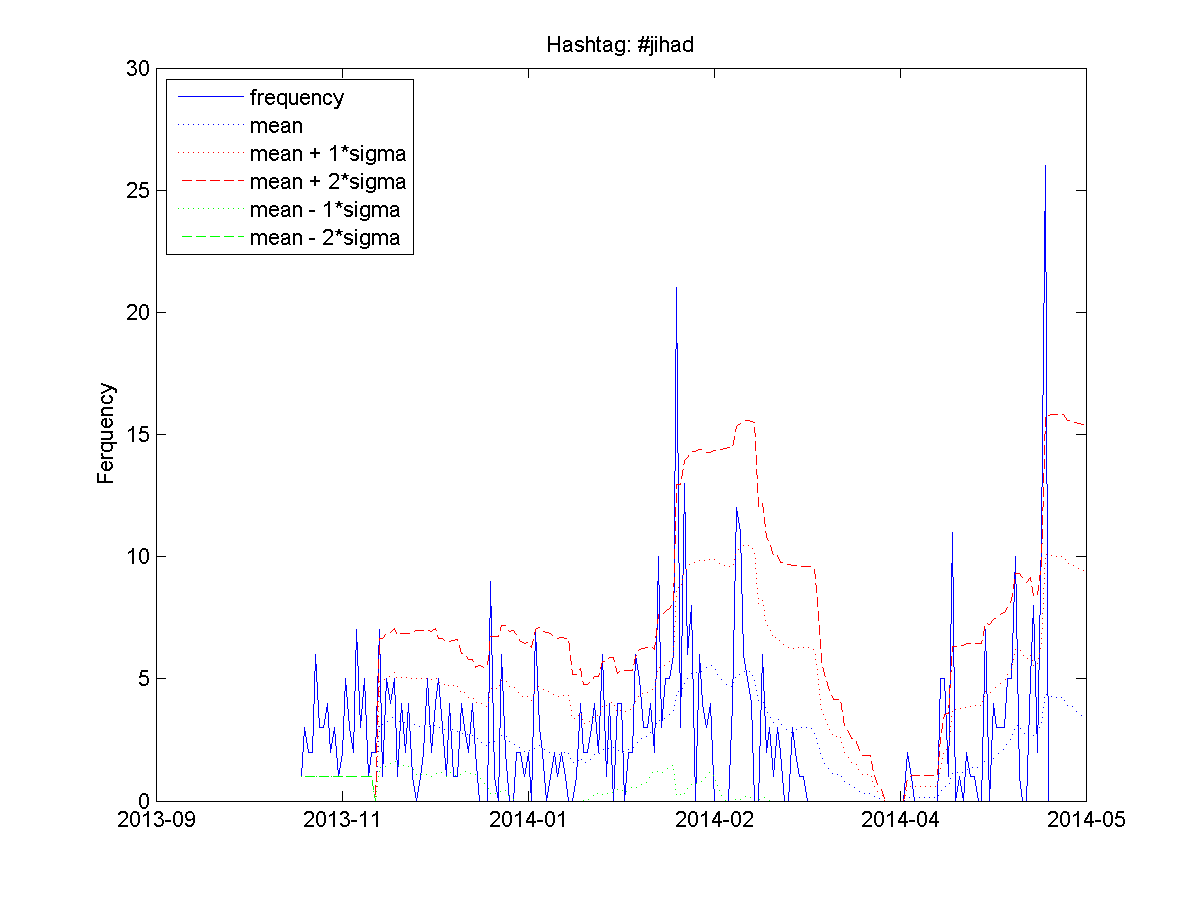 Hashtag: #jihad
30
25
20
15
10
5
0
Ferquency
frequency
mean
mean + 1*sigma
mean + 2*sigma
mean - 1*sigma
mean - 2*sigma
2013-09 2013-11 2014-01 2014-02 2014-04 2014-05